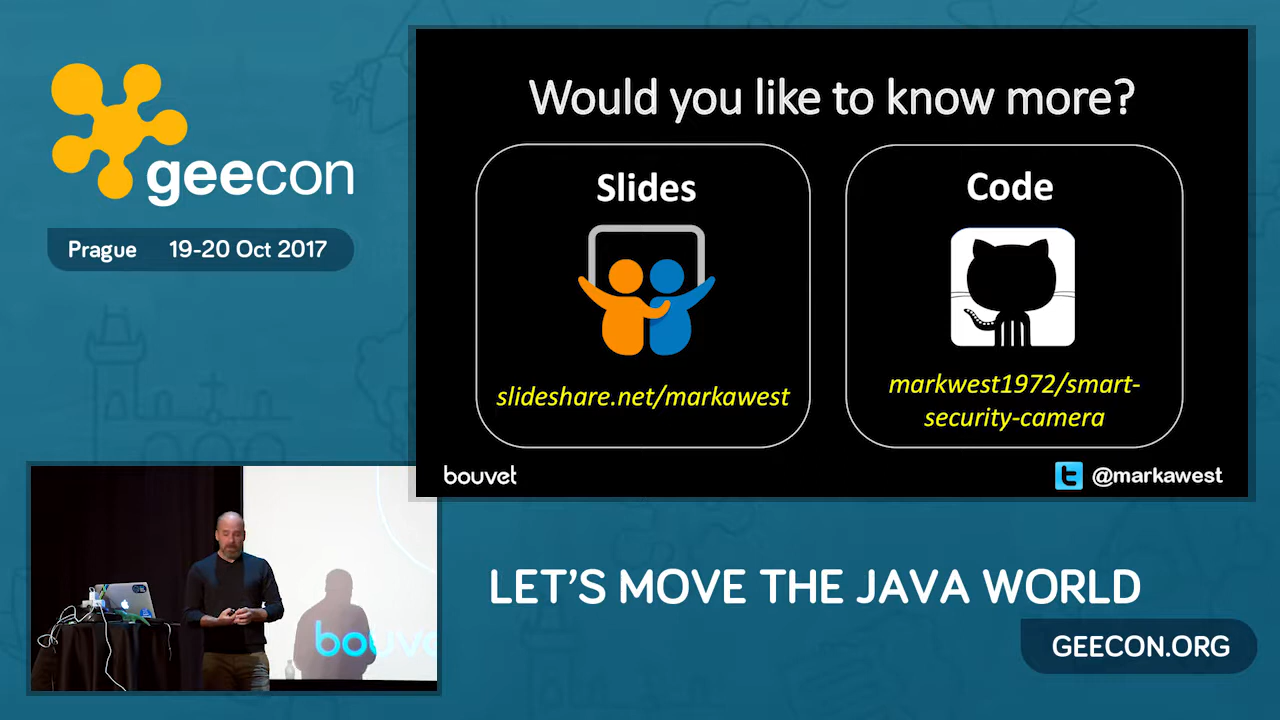 geecon
Prague 19-20 Oct 2017
Would you like to know more?
Slides
slideshare.net/markawest
Code
markwest1972/smart-
security-camera
bouvet
@markawest
bouve
LET'S MOVE THE JAVA WORLD
GEECON.ORG